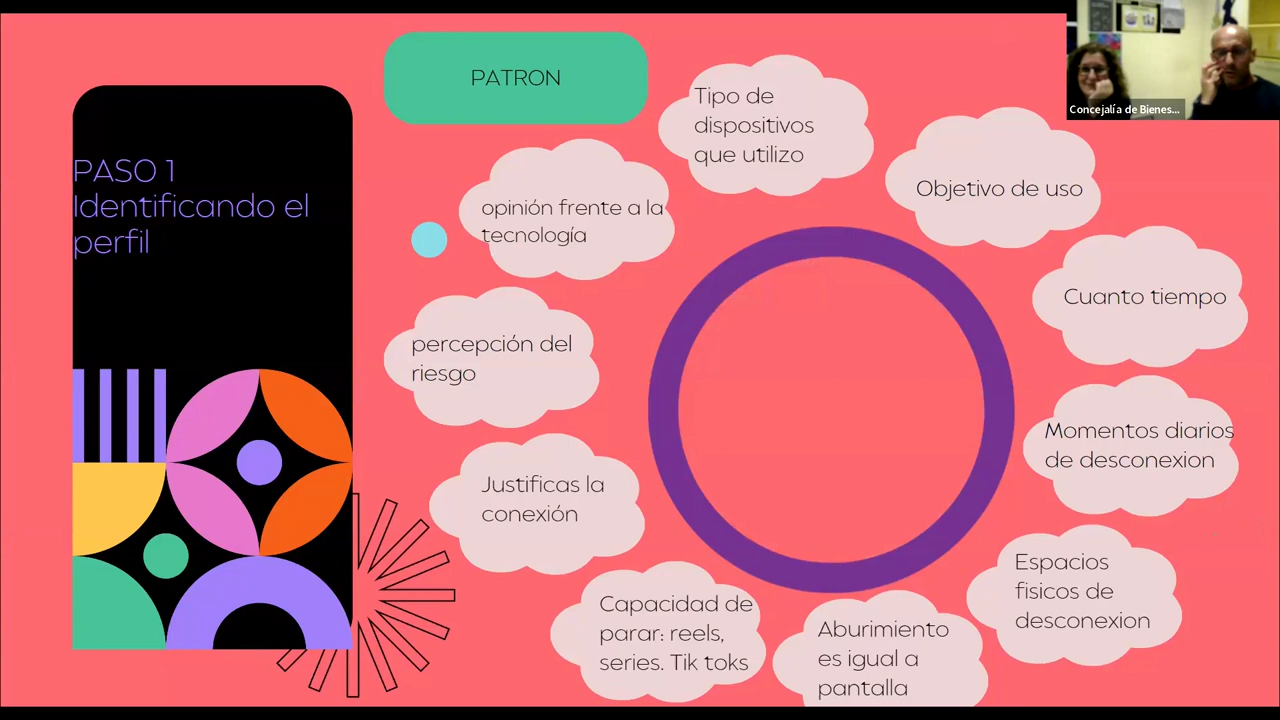 PATRON
PASO 1
Identificando el
perfil
Tipo de
dispositivos
que utilizo
Objetivo de uso
Cuanto tiempo
Momentos diarios
de desconexion
Espacios
fisicos de
desconexion
Aburimiento
es igual a
pantalla
Capacidad de
parar: reels,
series. Tik toks
Justificas la
conexión
percepción del
riesgo
opinión frente a la
tecnología
Concejalía de Bienes...